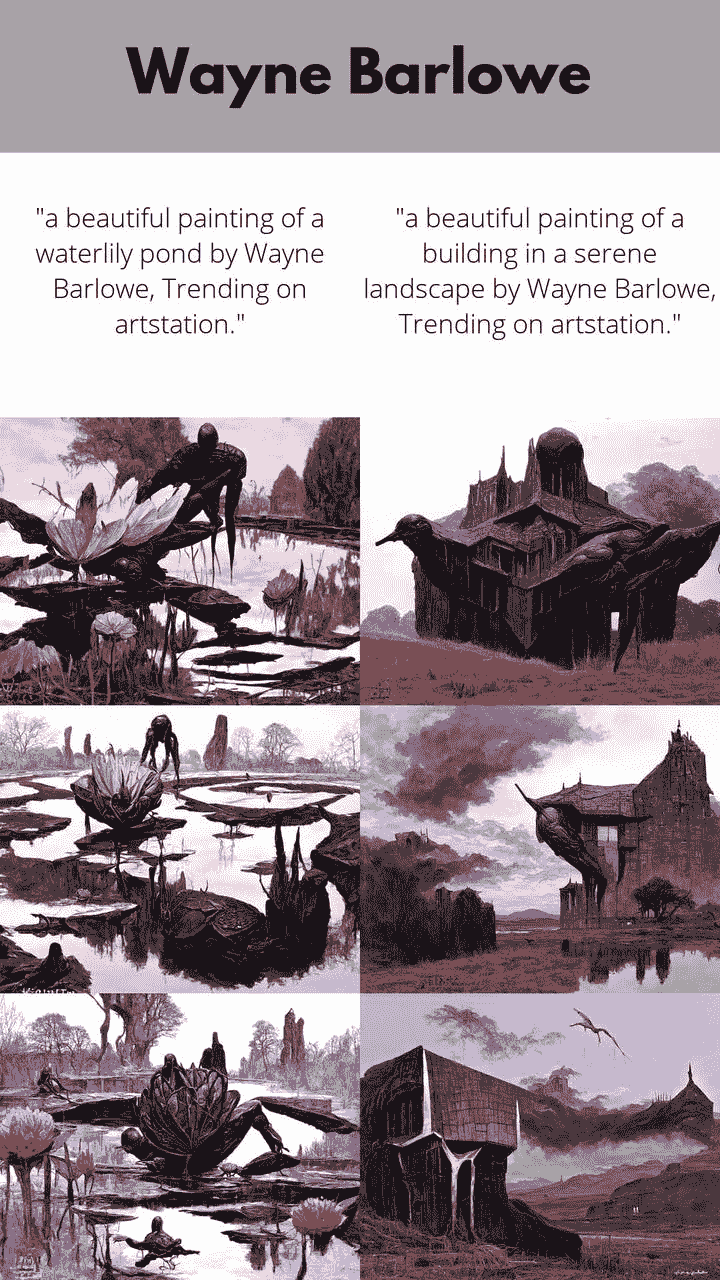 Wayne Barlowe
"a beautiful painting of a
waterlily pond by Wayne
Barlowe, Trending on
artstation."
"a beautiful painting of a
building in a serene
landscape by Wayne Barlowe,
Trending on artstation."